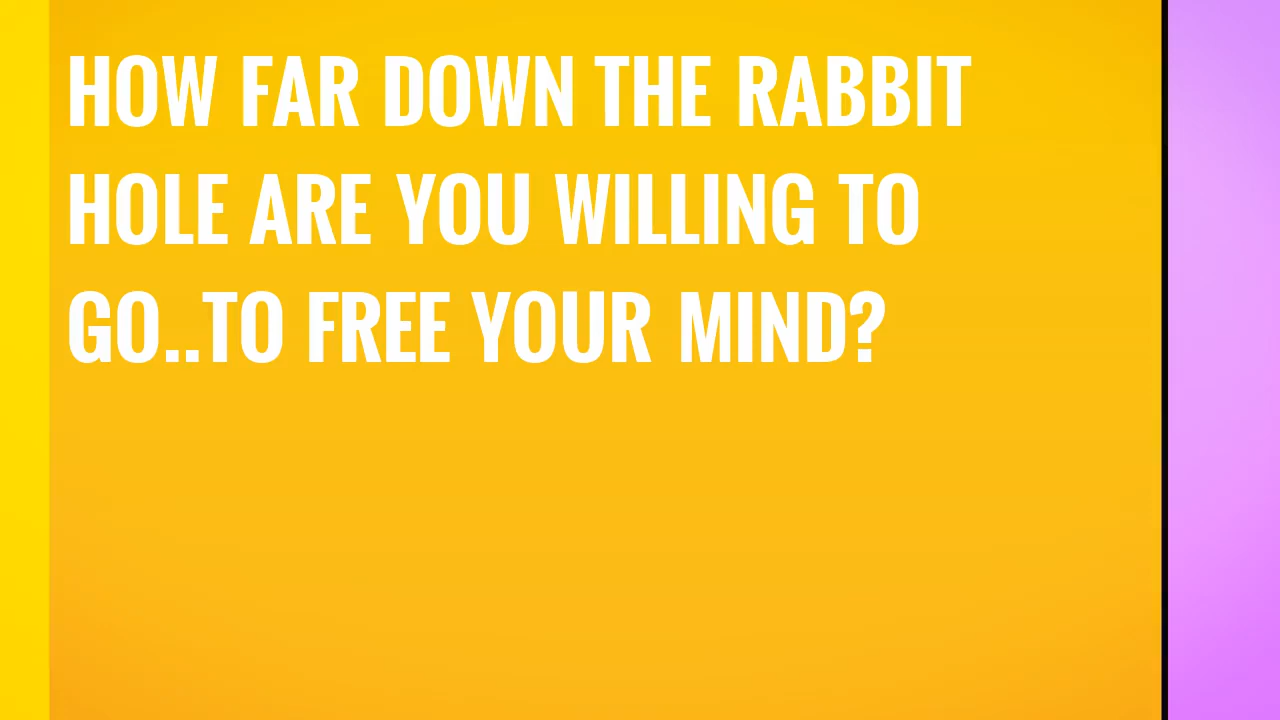 HOW FAR DOWN THE RABBIT
HOLE ARE YOU WILLING TO
GO..TO FREE YOUR MIND?